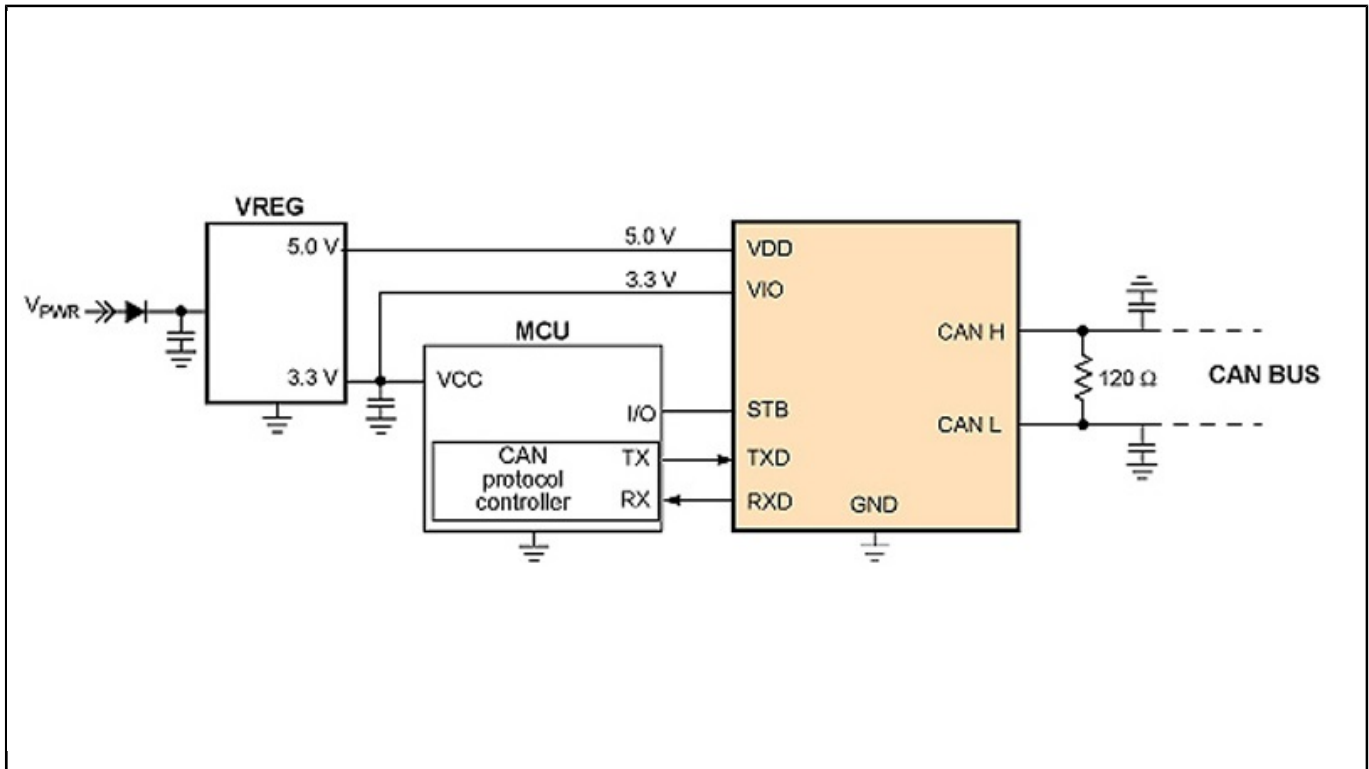 VREG
5.0 V
5.0 V
VDD
3.3 V
VIO
VPWR
MCU
CAN H
3.3 V
VCC
120 Ω
CAN BUS
I/O
STB
CAN L
CAN
protocol
controller
TX
TXD
RX
RXD
GND